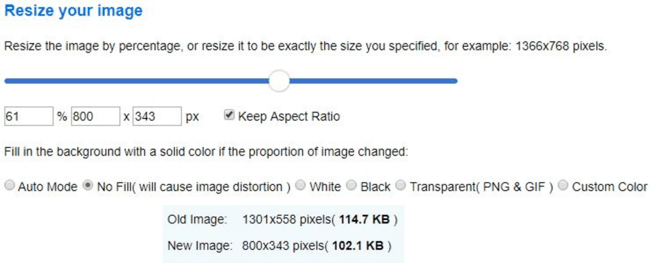 Resize your image
Resize the image by percentage, or resize it to be exactly the size you specified, for example: 1366x768 pixels.
61 % 800 x 343 px Keep Aspect Ratio
Fill in the background with a solid color if the proportion of image changed:
Auto Mode No Fill( will cause image distortion ) White Black Transparent( PNG & GIF ) Custom Color
Old Image: 1301x558 pixels( 114.7 KB )
New Image: 800x343 pixels( 102.1 KB )